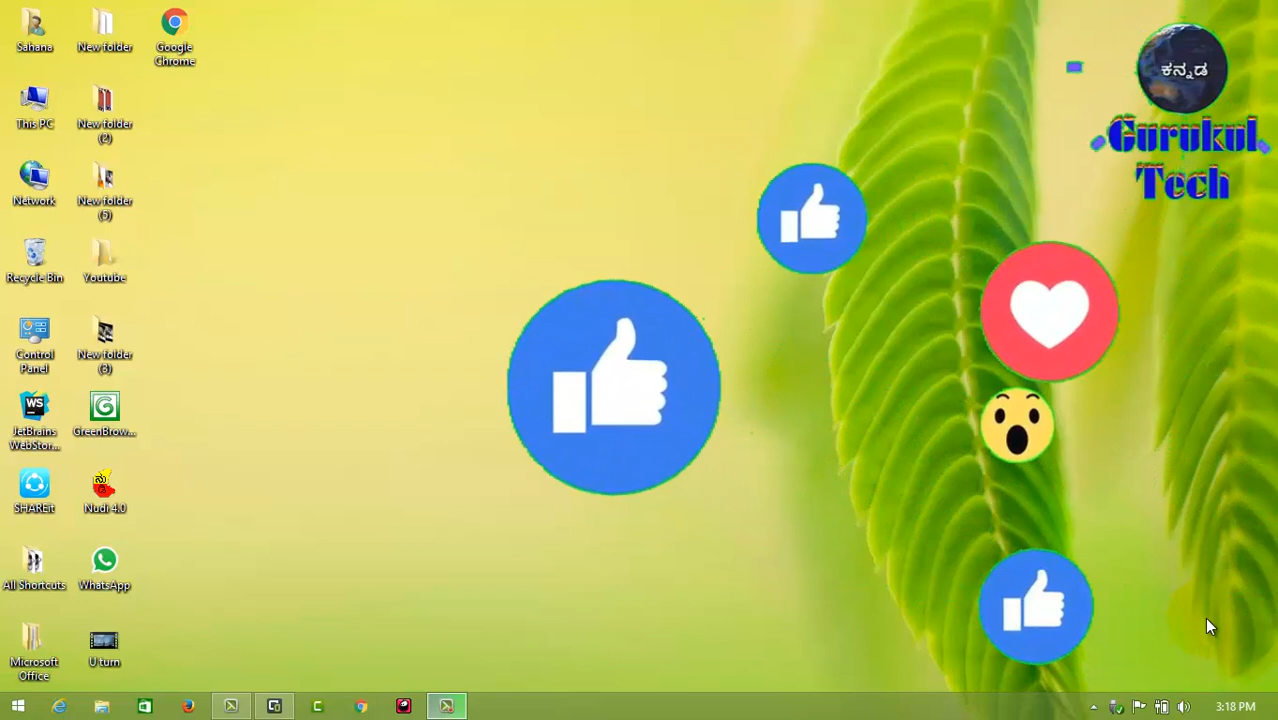 Sahana
New folder
Google
Chrome
This PC
New folder
(2)
Network
New folder
(5)
Recycle Bin
Youtube
Control
Panel
New folder
(3)
JetBrains
WebStor...
GreenBrow...
SHAREit
Nudi 4.0
All Shortcuts
WhatsApp
Microsoft
Office
U turn
ಕನ್ನಡ
Gurukul
Tech
WS
3:18 PM